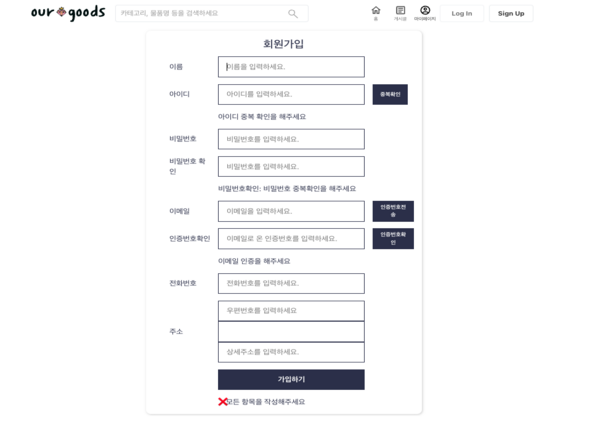 our goods
카테고리, 물품명 등을 검색하세요
홈
게시글
마이페이지
Log In
Sign Up
회원가입
이름
이름을 입력하세요.
아이디
아이디를 입력하세요.
중복확인
아이디 중복 확인을 해주세요
비밀번호
비밀번호를 입력하세요.
비밀번호 확
인
비밀번호를 입력하세요.
비밀번호확인: 비밀번호 중복확인을 해주세요
이메일
이메일을 입력하세요.
인증번호전
송
인증번호확인
이메일로 온 인증번호를 입력하세요.
인증번호확
인
이메일 인증을 해주세요
전화번호
전화번호를 입력하세요.
주소
우편번호를 입력하세요
상세주소를 입력하세요.
가입하기
❌모든 항목을 작성해주세요